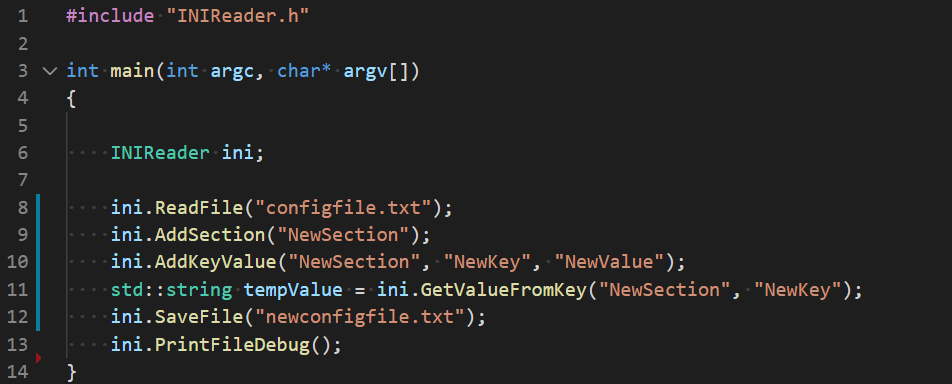 1 #include "INIReader.h"
2
3 int main(int argc, char* argv[])
4 {
5
6 INIReader ini;
7
8 ini.ReadFile("configfile.txt");
9 ini.AddSection("NewSection");
10 ini.AddKeyValue("NewSection", "NewKey", "NewValue");
11 std::string tempValue = ini.GetValueFromKey("NewSection", "NewKey");
12 ini.SaveFile("newconfigfile.txt");
13 ini.PrintFileDebug();
14 }